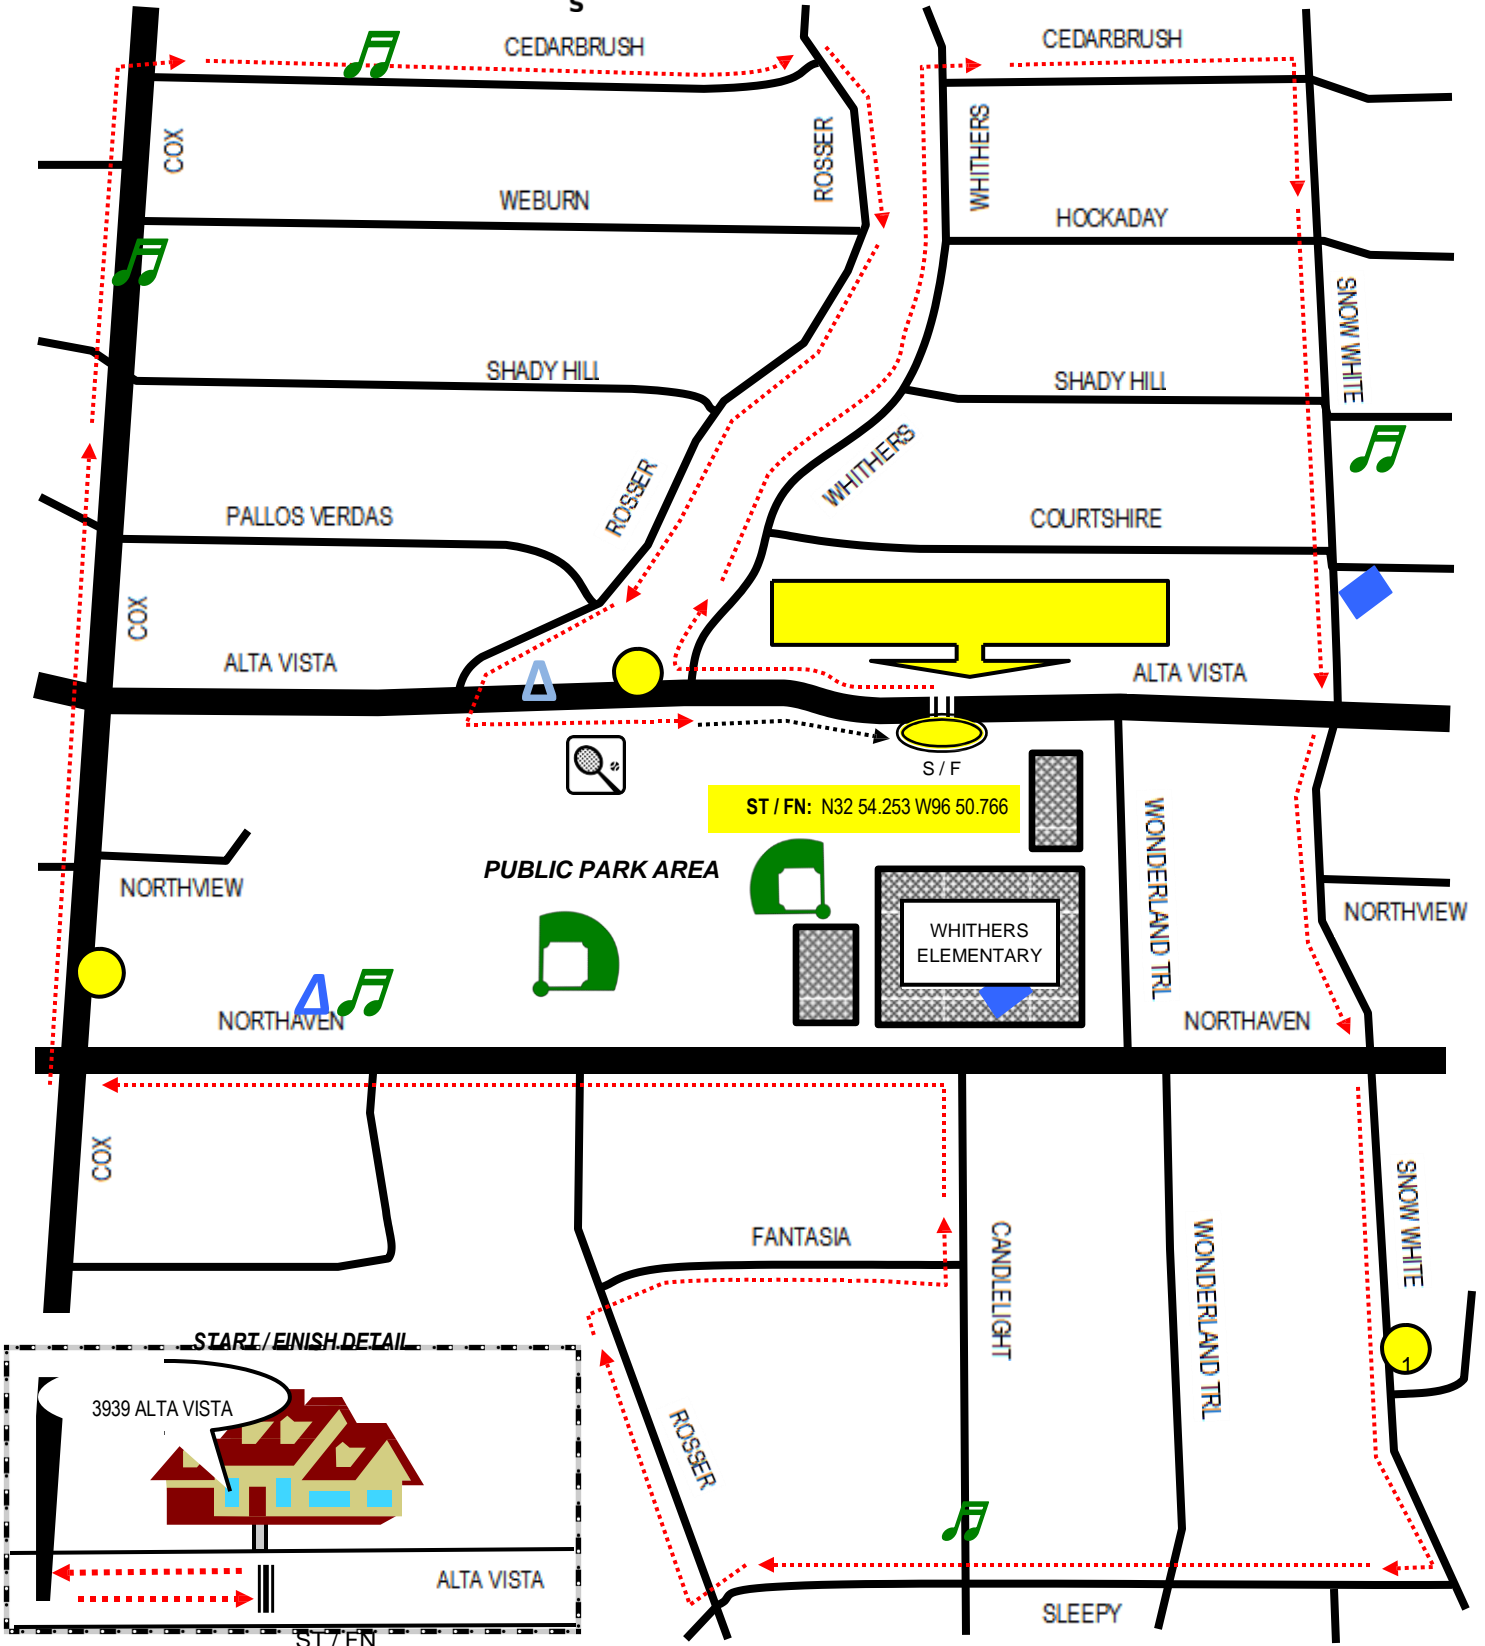 S
CEDARBRUSH
CEDARBRUSH
COX
ROSSER
WHITHERS
WEBURN
HOCKADAY
SNOW WHITE
SHADY HILL
SHADY HILL
WHITHERS
ROSSER
PALLOS VERDAS
COURTSHIRE
COX
ALTA VISTA
Δ
ALTA VISTA
S / F
ST / FN: N32 54.253 W96 50.766
WONDERLAND TRL
PUBLIC PARK AREA
NORTHVIEW
NORTHVIEW
WHITHERS
ELEMENTARY
Δ
NORTHAVEN
NORTHAVEN
COX
SNOW WHITE
FANTASIA
CANDLELIGHT
WONDERLAND TRL
START / FINISH DETAIL
1
3939 ALTA VISTA
ROSSER
ALTA VISTA
SLEEPY
ST / FN